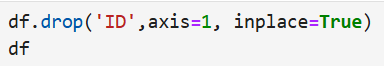 df.drop('ID',axis=1, inplace=True)
df